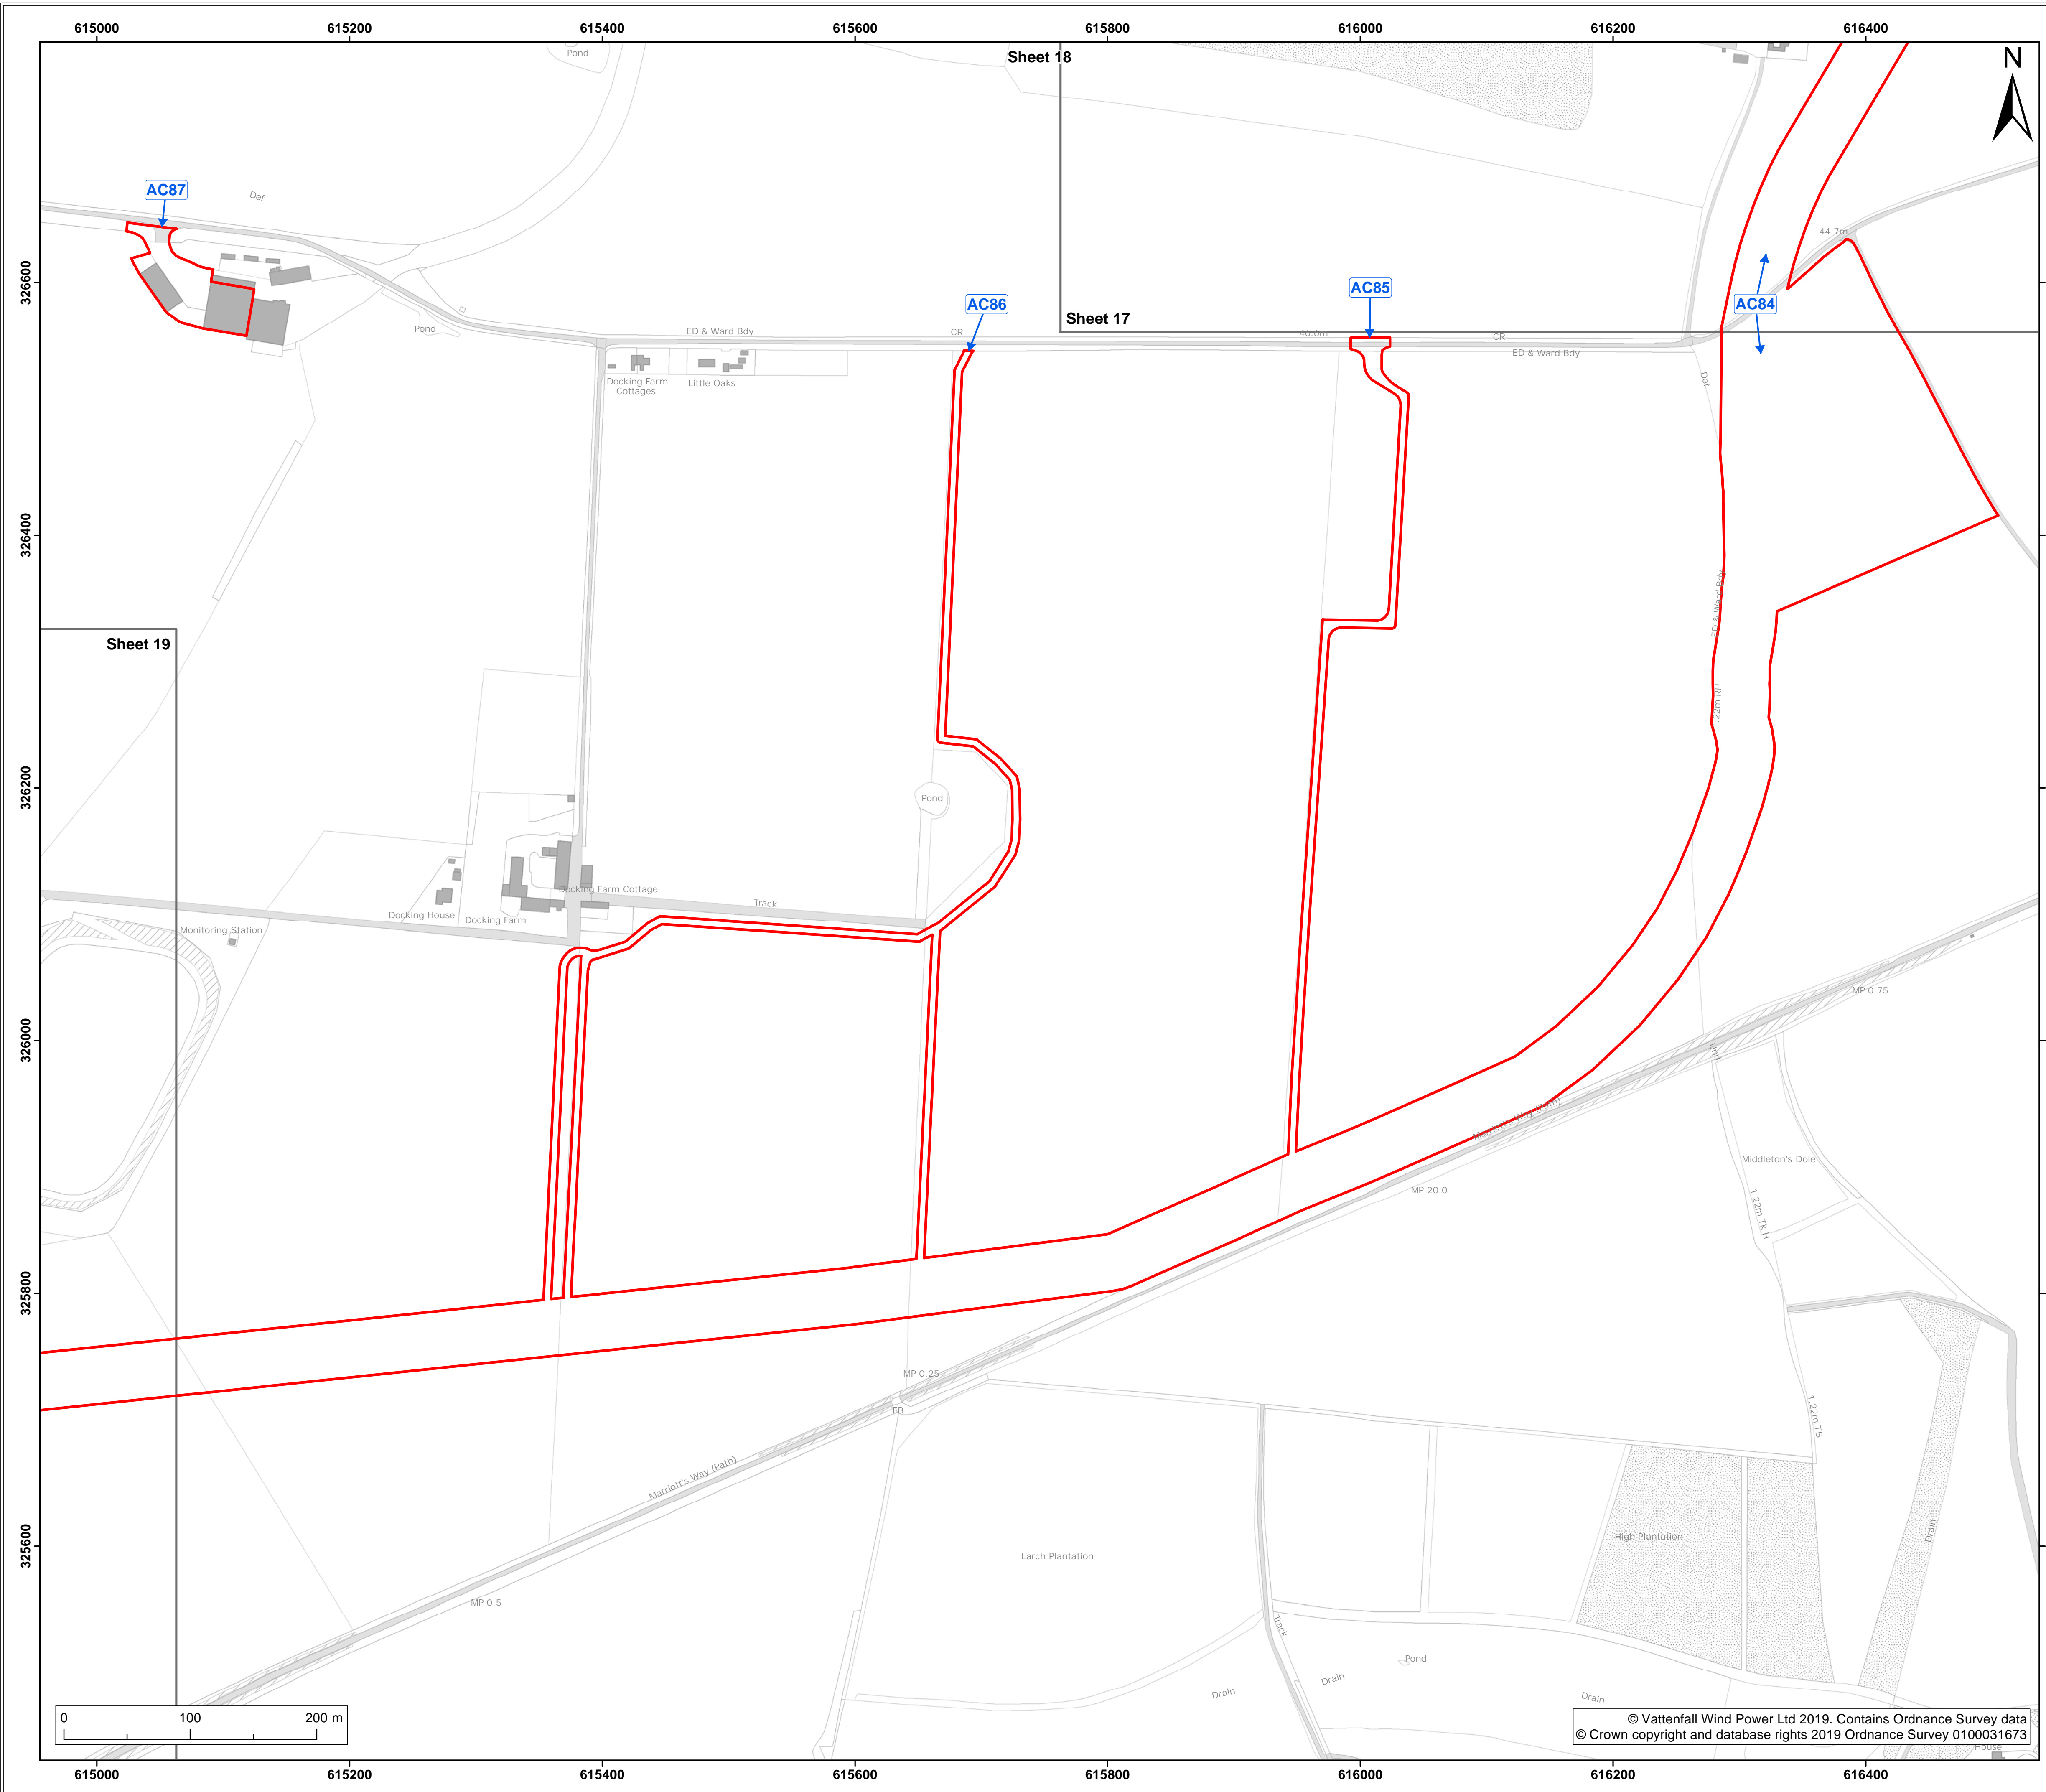 615000 615200 615400 615600 615800 616000 616200 616400
Sheet 18
N
Pond
AC87
Def
44.7m
326600
AC86
AC85
AC84
Sheet 17
Pond
ED & Ward Bdy
CR
CR
ED & Ward Bdy
Docking Farm
Cottages
Little Oaks
Def
326400
ED & Ward Bdy
Sheet 19
1.22m RH
326200
Pond
Docking Farm Cottage
Track
Docking House
Docking Farm
Monitoring Station
326000
MP 0.75
Und
Marriott's Way (Path)
Middleton's Dole
MP 20.0
1.22m Tk H
325800
MP 0.25
FB
1.22m TB
Marriott's Way (Path)
325600
High Plantation
Drain
Larch Plantation
MP 0.5
Track
Pond
Drain
Drain
Drain
0 100 200 m
© Vattenfall Wind Power Ltd 2019. Contains Ordnance Survey data
© Crown copyright and database rights 2019 Ordnance Survey 0100031673
House
615000 615200 615400 615600 615800 616000 616200 616400